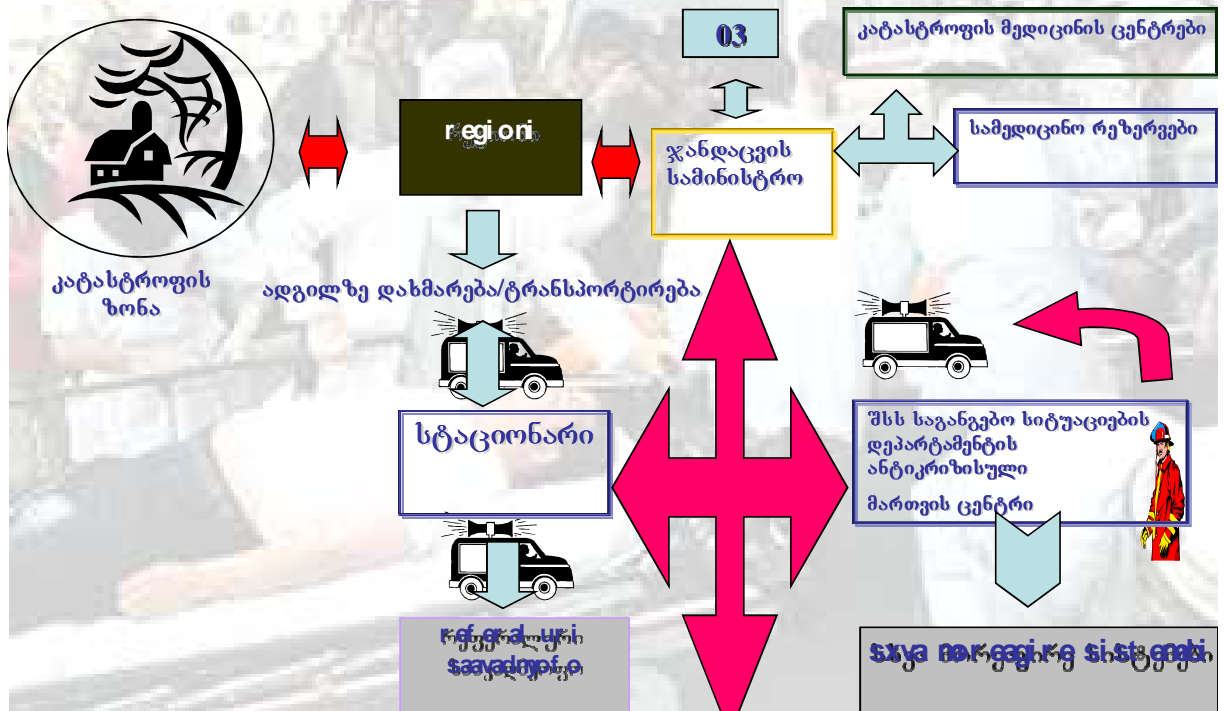 03
კატასტროფის მედიცინის ცენტრები
სამედიცინო რეზერვები
regioni
ჯანდაცვის
სამინისტრო
კატასტროფის
ზონა
ადგილზე დახმარება/ტრანსპორტირება
სტაციონარი
შსს საგანგებო სიტუაციების
დეპარტამენტის
ანტიკრიზისული
მართვის ცენტრი
referaluri
saavadmyofo
sxva moreagire sistemebi